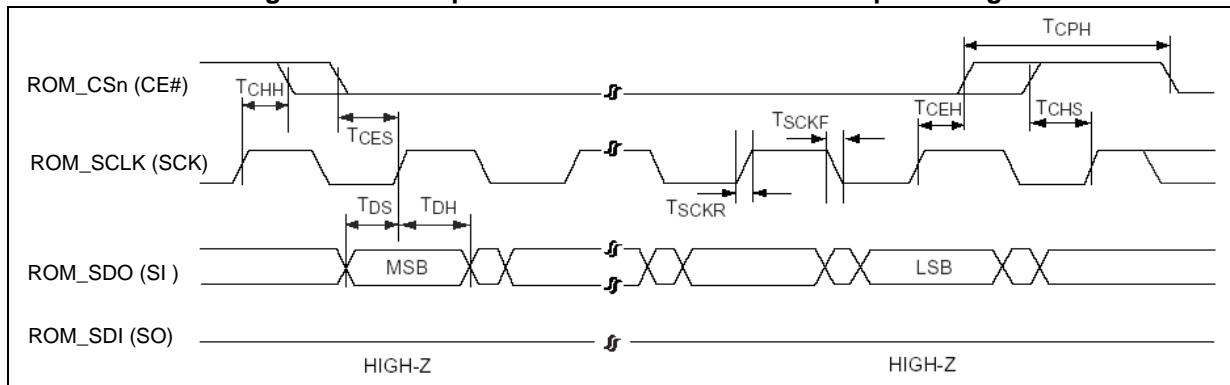 TCPH
ROM_CSn (CE#)
TCHH
TCES
TSCKF
TCEH
TCHS
ROM_SCLK (SCK)
TSCKR
TDS
TDH
ROM_SDO (SI )
MSB
LSB
ROM_SDI (SO)
HIGH-Z
HIGH-Z